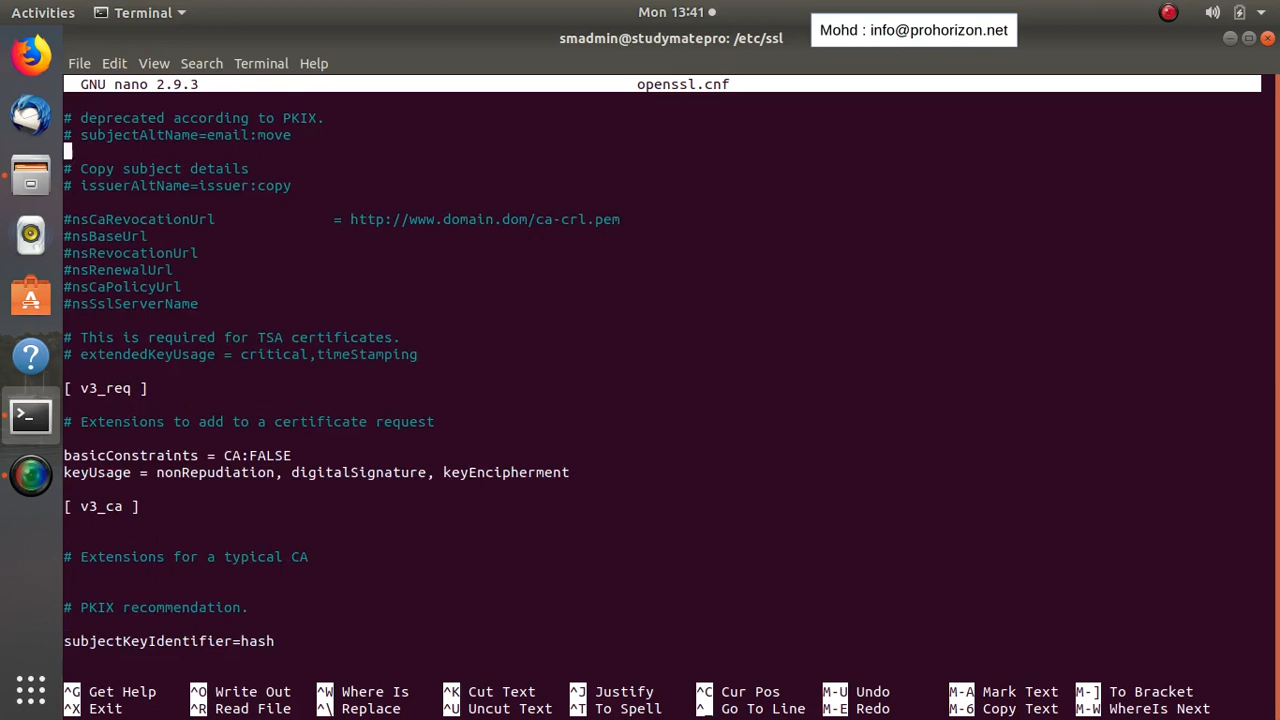 Activities Terminal Mon 13:41
Mohd : info@prohorizon.net
smadmin@studymatepro: /etc/ssl
File Edit View Search Terminal Help
GNU nano 2.9.3 openssl.cnf
# deprecated according to PKIX.
# subjectAltName=email:move
# Copy subject details
# issuerAltName=issuer:copy
#nsCaRevocationUrl = http://www.domain.dom/ca-crl.pem
#nsBaseUrl
#nsRevocationUrl
#nsRenewalUrl
#nsCaPolicyUrl
#nsSslServerName
# This is required for TSA certificates.
# extendedKeyUsage = critical,timeStamping
[ v3_req ]
# Extensions to add to a certificate request
basicConstraints = CA:FALSE
keyUsage = nonRepudiation, digitalSignature, keyEncipherment
[ v3_ca ]
# Extensions for a typical CA
# PKIX recommendation.
subjectKeyIdentifier=hash
^G Get Help ^O Write Out ^W Where Is ^K Cut Text ^J Justify ^C Cur Pos M-U Undo M-A Mark Text M-] To Bracket
^X Exit ^R Read File ^\ Replace ^U Uncut Text ^T To Spell ^_ Go To Line M-E Redo M-6 Copy Text M-W WhereIs Next